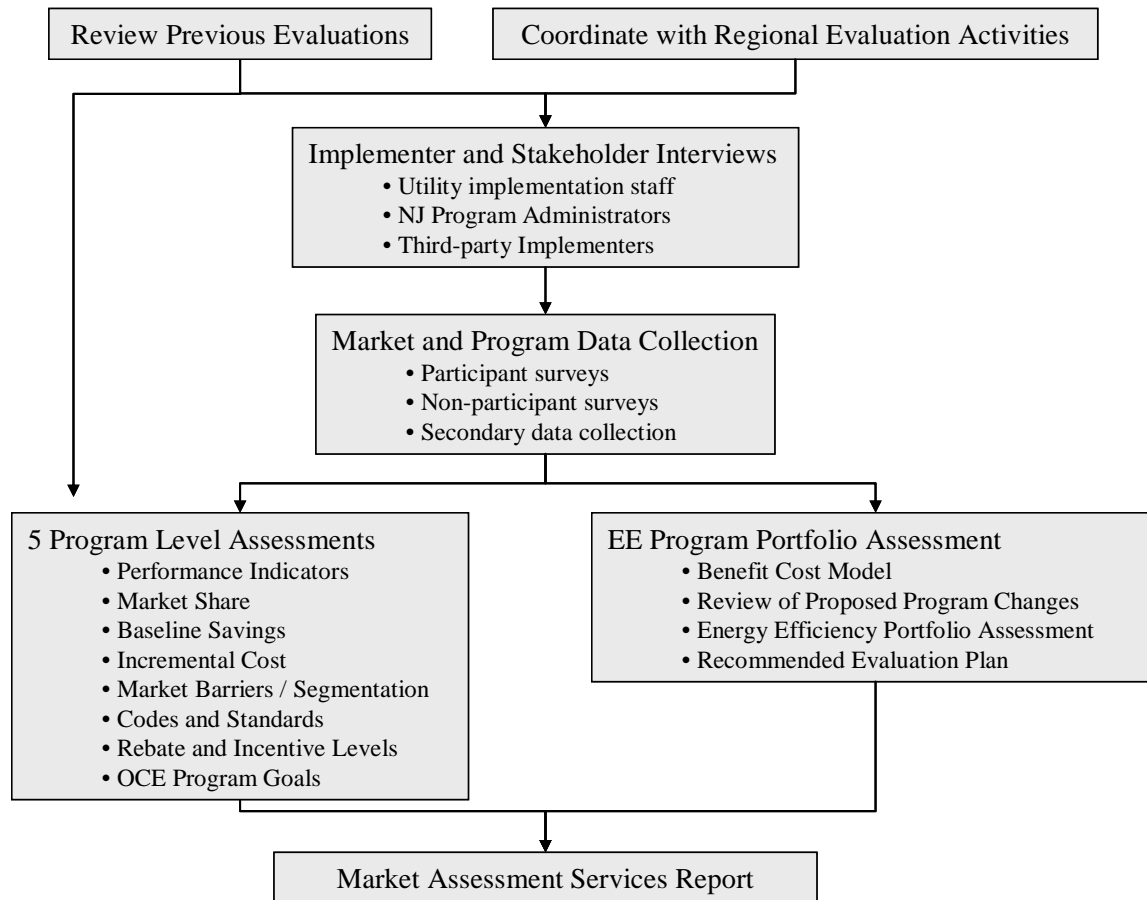 Review Previous Evaluations
Coordinate with Regional Evaluation Activities
Implementer and Stakeholder Interviews
• Utility implementation staff
• NJ Program Administrators
• Third-party Implementers
Market and Program Data Collection
• Participant surveys
• Non-participant surveys
• Secondary data collection
5 Program Level Assessments
• Performance Indicators
• Market Share
• Baseline Savings
• Incremental Cost
• Market Barriers / Segmentation
• Codes and Standards
• Rebate and Incentive Levels
• OCE Program Goals
EE Program Portfolio Assessment
• Benefit Cost Model
• Review of Proposed Program Changes
• Energy Efficiency Portfolio Assessment
• Recommended Evaluation Plan
Market Assessment Services Report